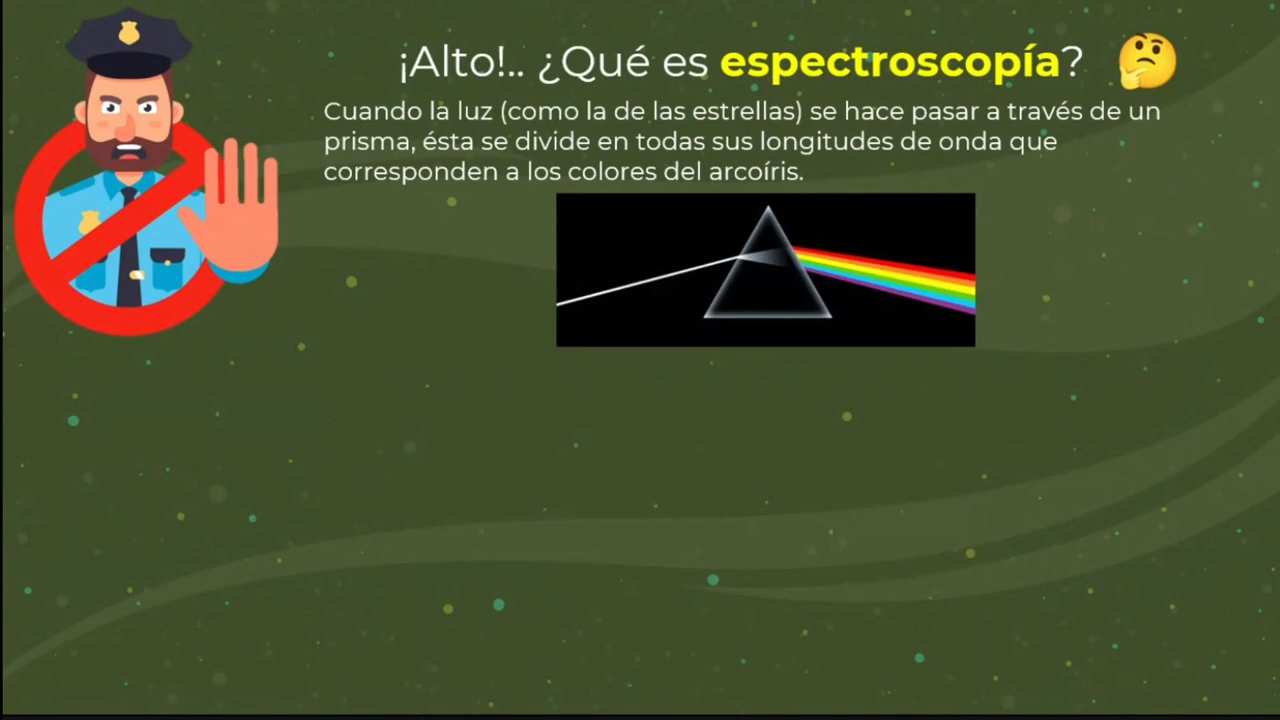 ¡Alto!.. ¿Qué es espectroscopía?
Cuando la luz (como la de las estrellas) se hace pasar a través de un
prisma, ésta se divide en todas sus longitudes de onda que
corresponden a los colores del arcoíris.